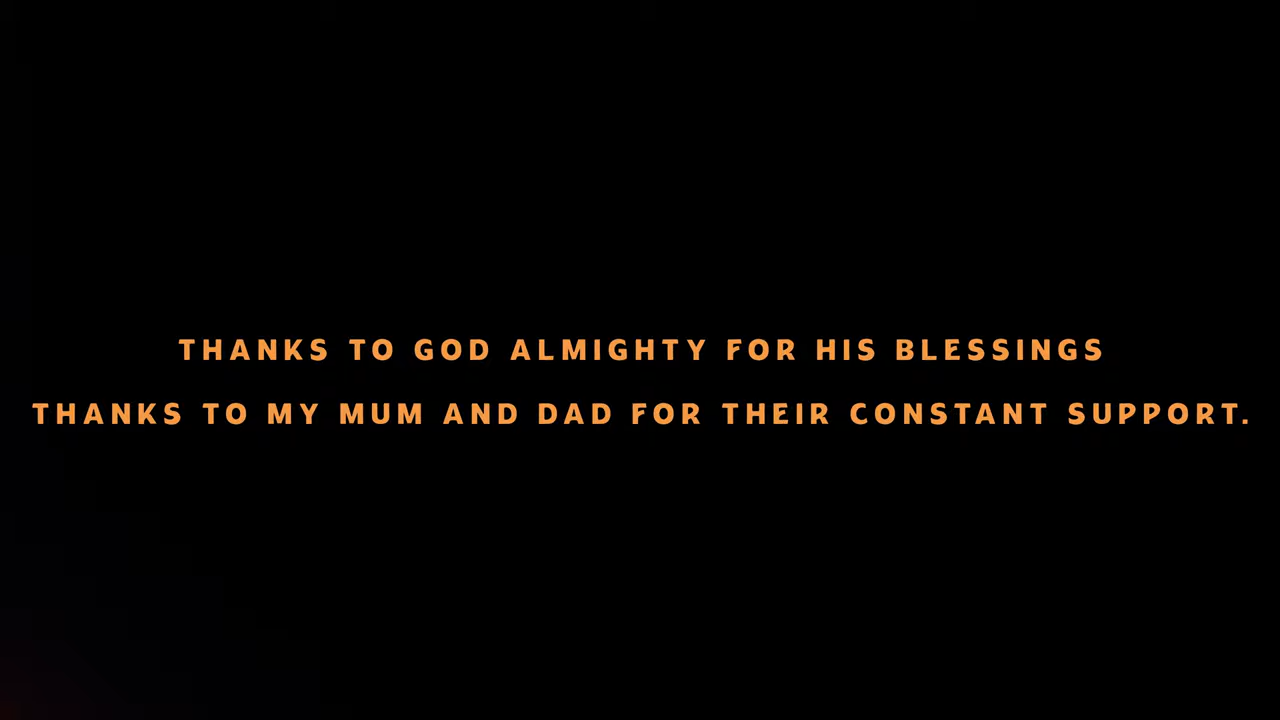 THANKS TO GOD ALMIGHTY FOR HIS BLESSINGS
THANKS TO MY MUM AND DAD FOR THEIR CONSTANT SUPPORT.